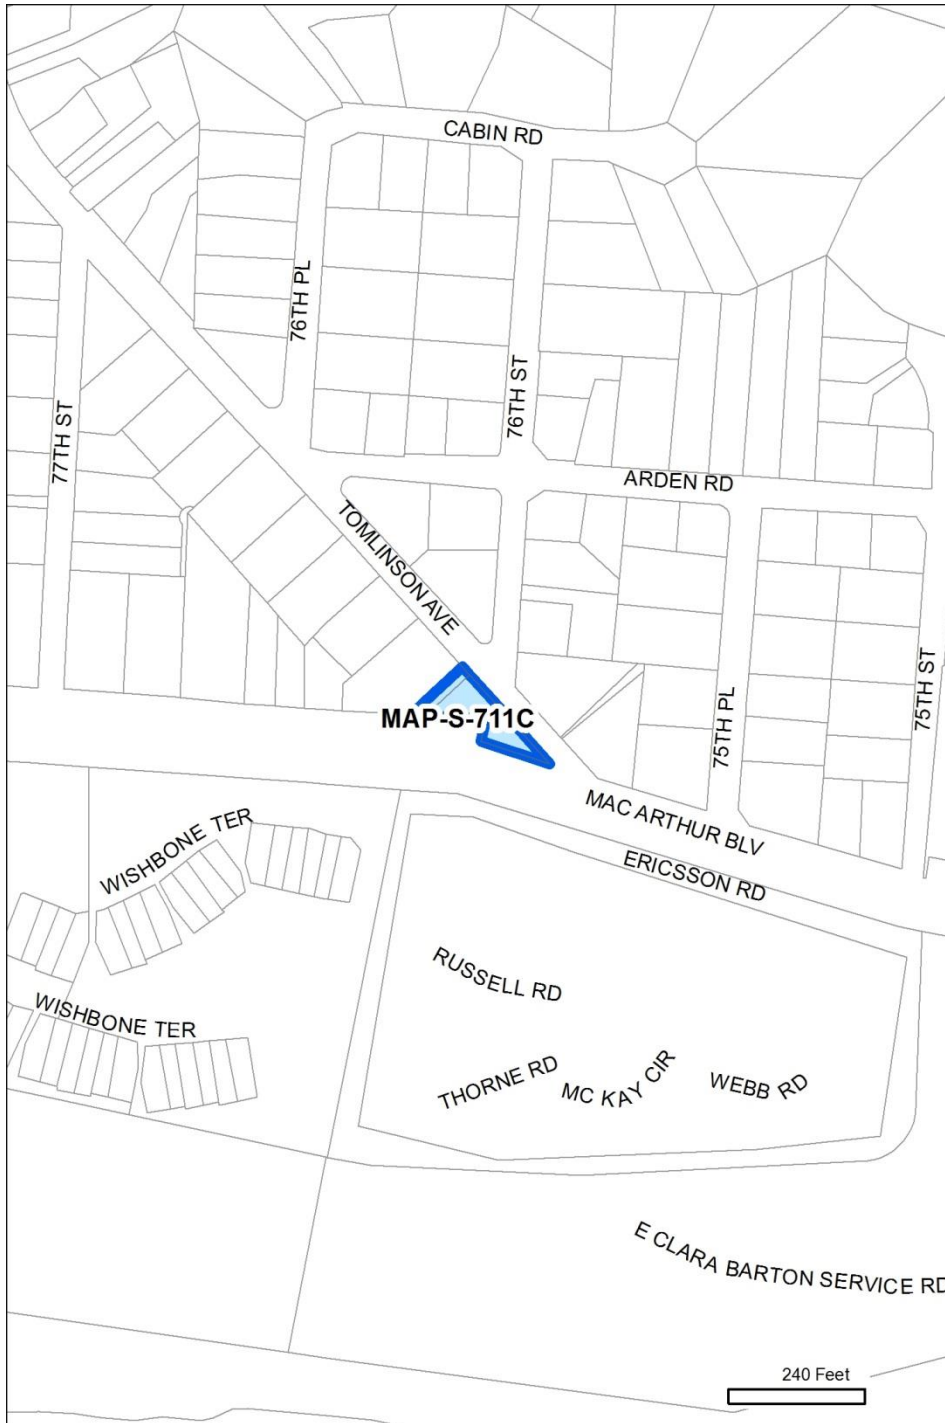 CABIN RD
76TH PL
76TH ST
77TH ST
ARDEN RD
TOMLINSON AVE
75TH ST
75TH PL
MAP-S-711C
MAC ARTHUR BLV
WISHBONE TER
ERICSSON RD
RUSSELL RD
WISHBONE TER
THORNE RD
MC KAY CIR
WEBB RD
E CLARA BARTON SERVICE RD
240 Feet